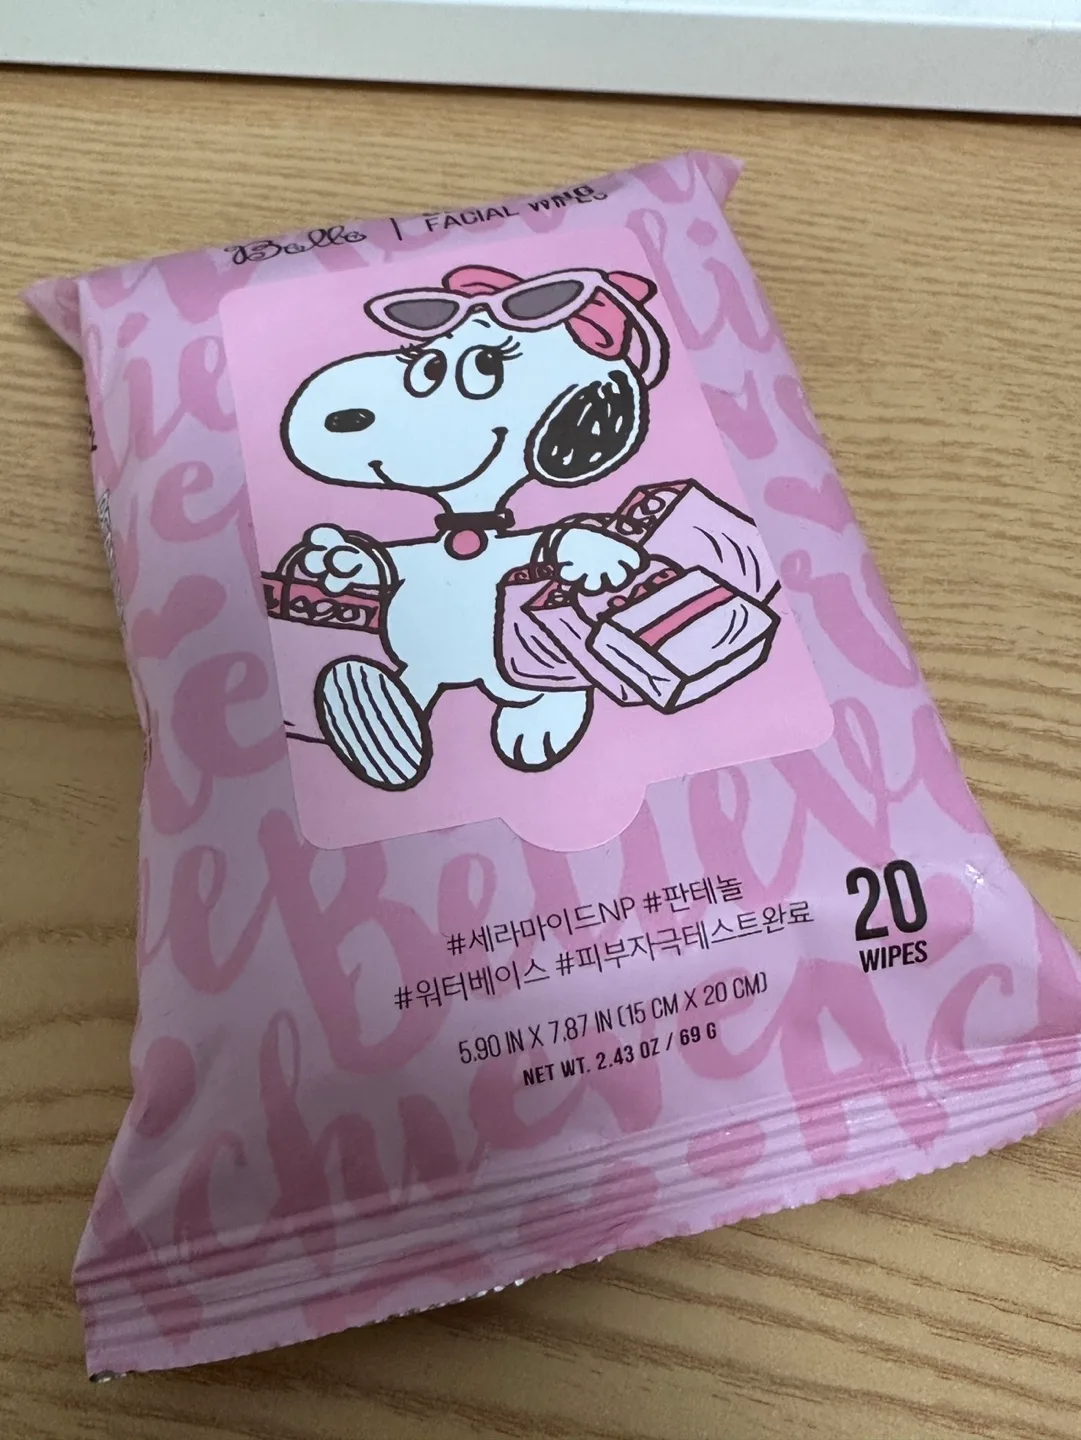 Belle | FACIAL WIPES
#세라마이드NP #판테놀
#워터베이스 #피부자극테스트완료
20
WIPES
5.90 IN X 7.87 IN (15 CM X 20 CM)
NET WT. 2.43 OZ / 69 G
Believe
Achieve